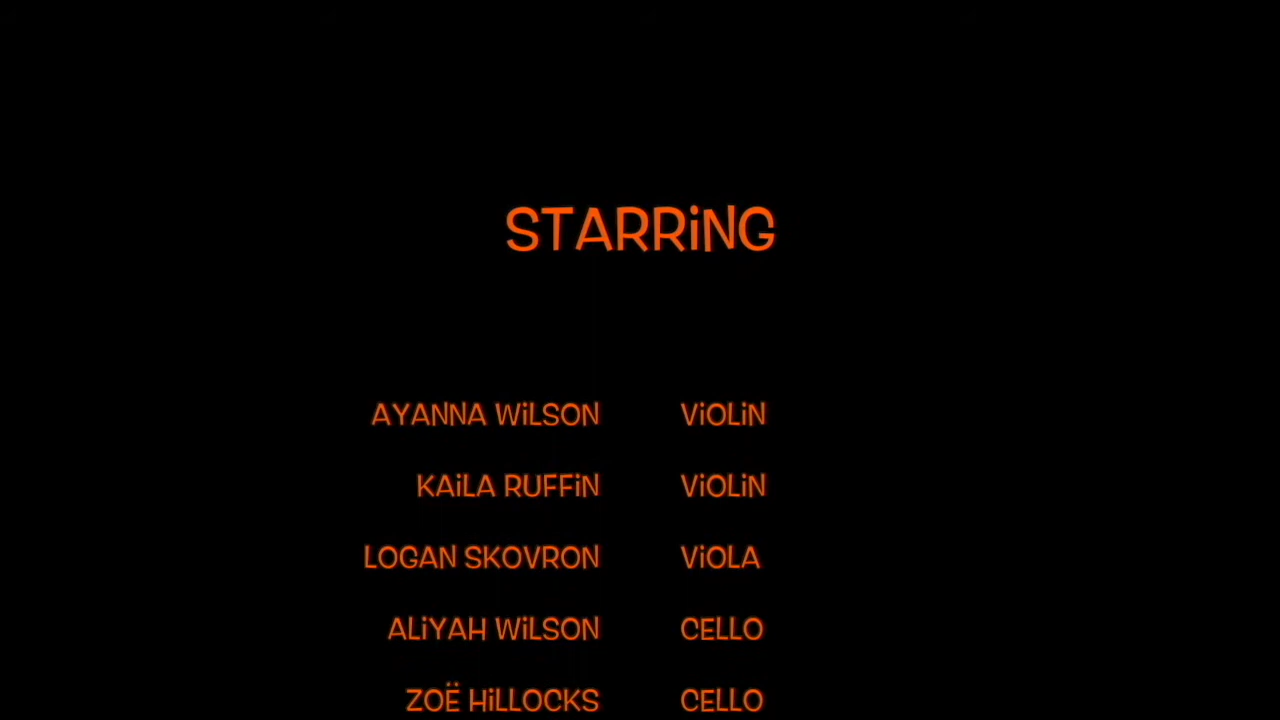 STARRiNG
AYANNA WiLSON ViOLiN
KAiLA RUFFiN ViOLiN
LOGAN SKOVRON ViOLA
ALiYAH WiLSON CELLO
ZOË HiLLOCKS CELLO